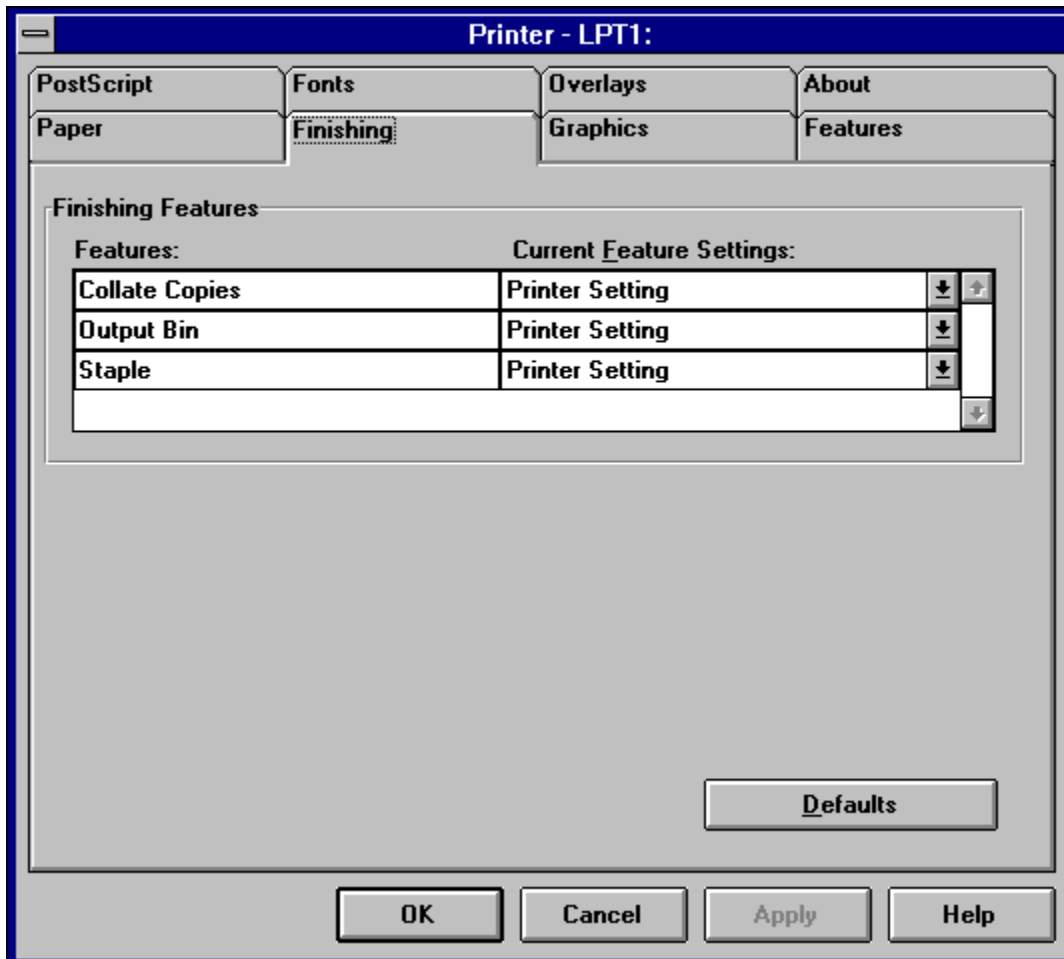 Printer - LPT1:
PostScript Fonts Overlays About
Paper Finishing Graphics Features
Finishing Features
Features: Current Feature Settings:
Collate Copies Printer Setting
Output Bin Printer Setting
Staple Printer Setting
Defaults
OK Cancel Apply Help